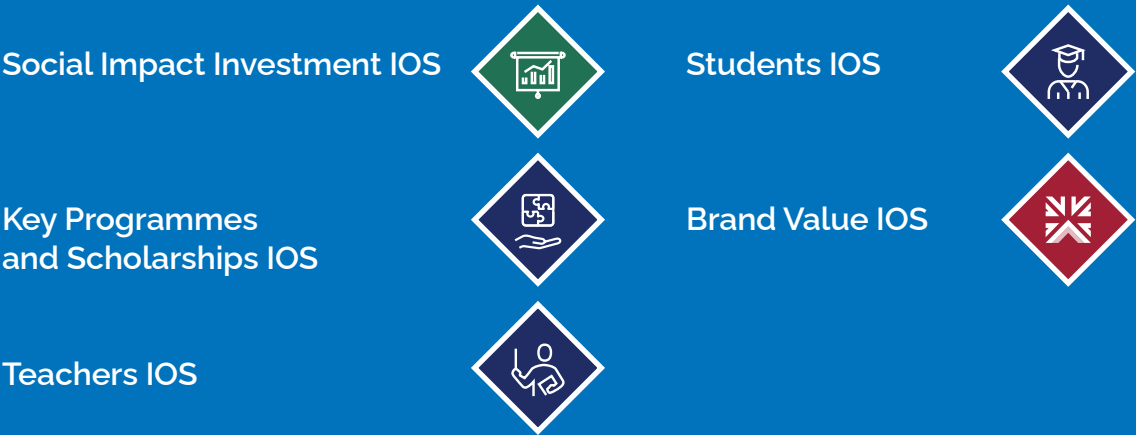 Social Impact Investment IOS
Key Programmes
and Scholarships IOS
Teachers IOS
Students IOS
Brand Value IOS